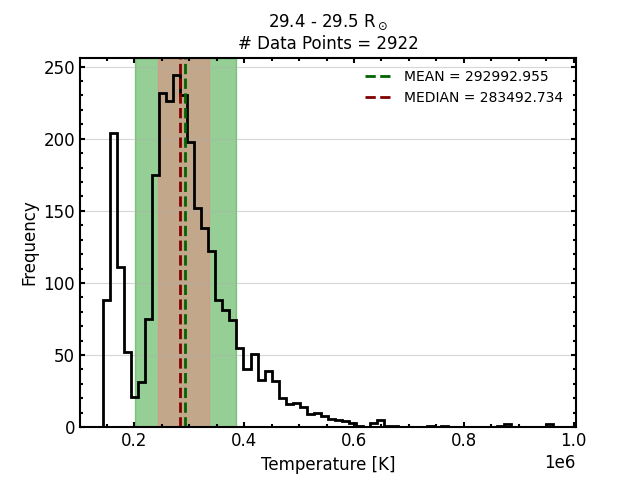 29.4 - 29.5 R⊙
# Data Points = 2922
MEAN = 292992.955
MEDIAN = 283492.734
Frequency
250
200
150
100
50
0
0.2 0.4 0.6 0.8 1.0
1e6
Temperature [K]